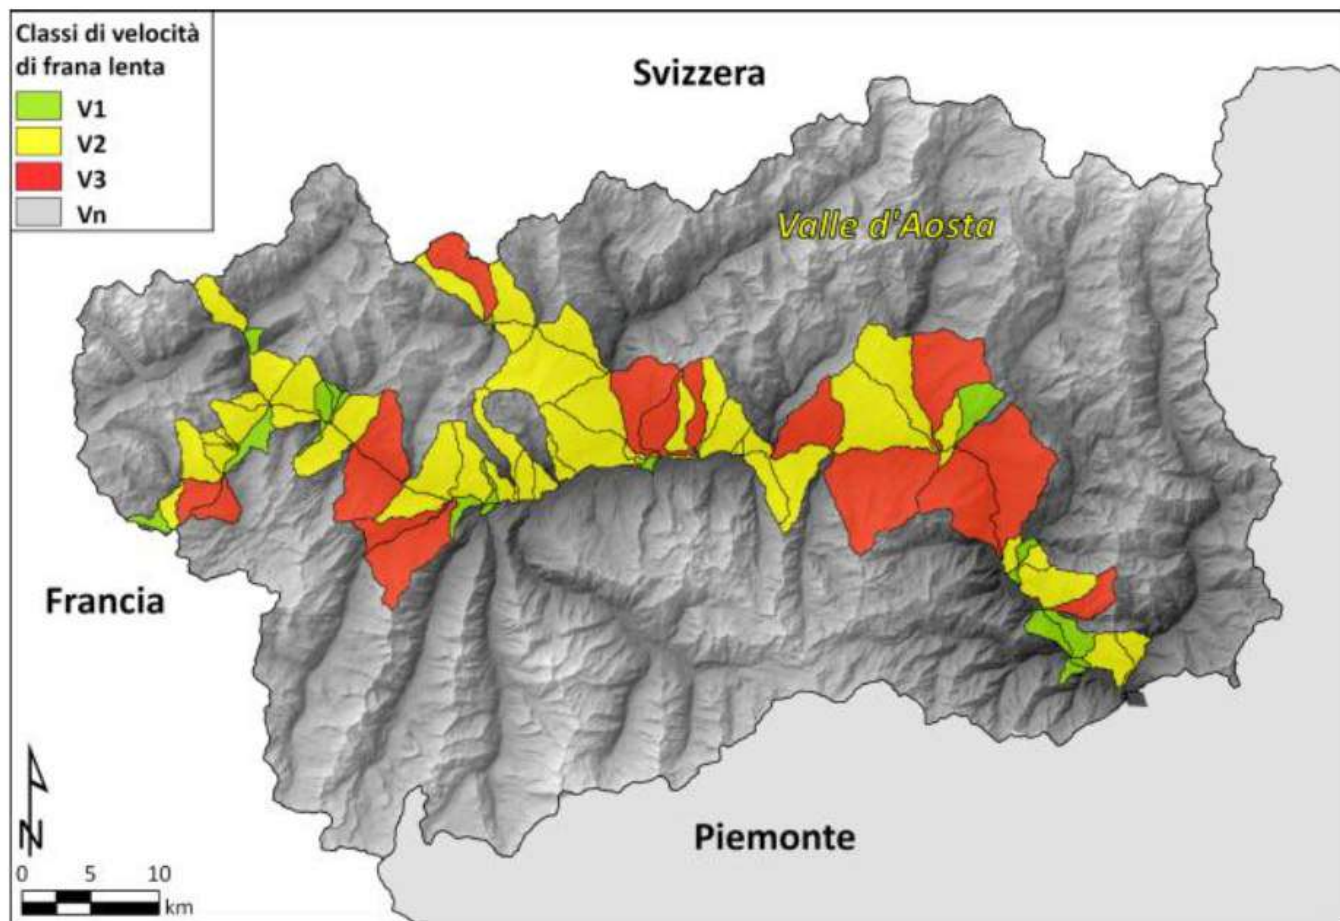 Classi di velocità
di frana lenta
V1
V2
V3
Vn
Svizzera
Valle d'Aosta
Francia
Piemonte
N
0 5 10
km